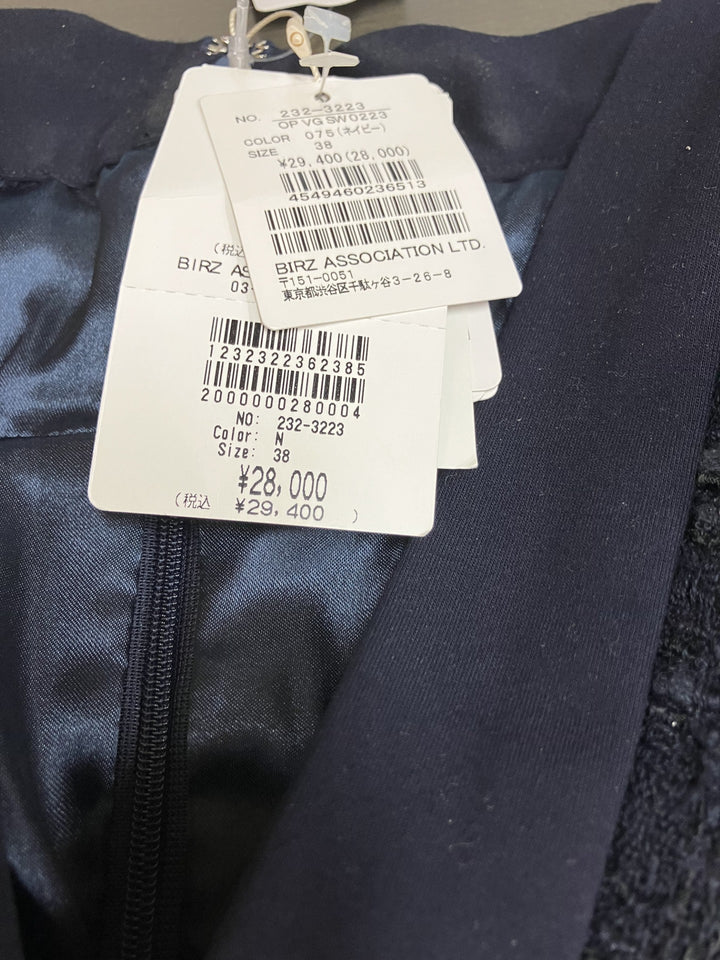 NO. 232-3223
OP VG SW0223
COLOR 075(ネイビー)
SIZE 38
¥29,400(28,000)
4549460236513
BIRZ ASSOCIATION LTD.
〒151-0051
東京都渋谷区千駄ヶ谷3-26-8
(税込
BIRZ AS
03-
1232322362385
2000000280004
NO: 232-3223
Color: N
Size: 38
¥28,000
(税込 ¥29,400 )